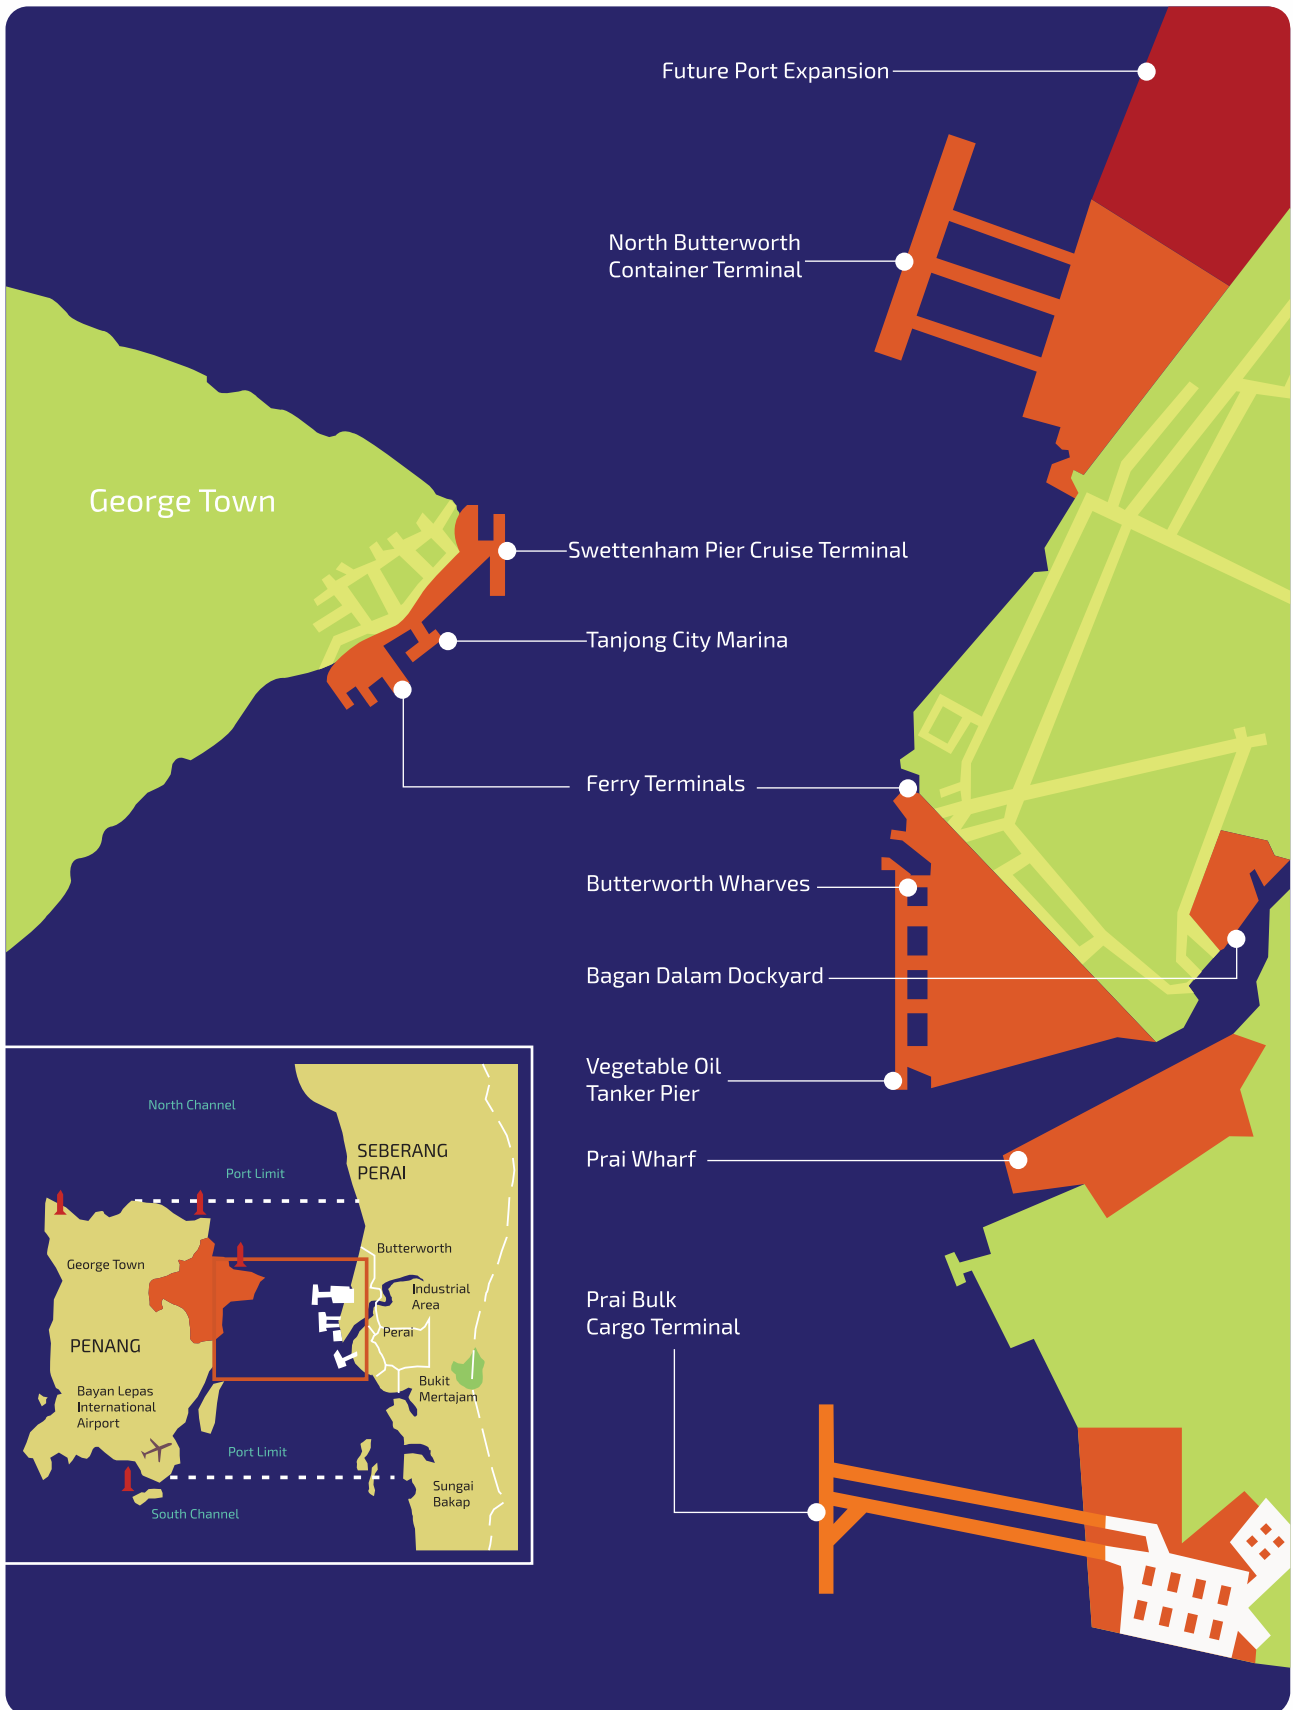 Future Port Expansion
North Butterworth
Container Terminal
George Town
Swettenham Pier Cruise Terminal
Tanjong City Marina
Ferry Terminals
Butterworth Wharves
Bagan Dalam Dockyard
Vegetable Oil
Tanker Pier
Prai Wharf
Prai Bulk
Cargo Terminal
North Channel
SEBERANG
PERAI
Port Limit
Butterworth
George Town
Industrial
Area
Perai
PENANG
Bukit
Mertajam
Bayan Lepas
International
Airport
Port Limit
Sungai
Bakap
South Channel